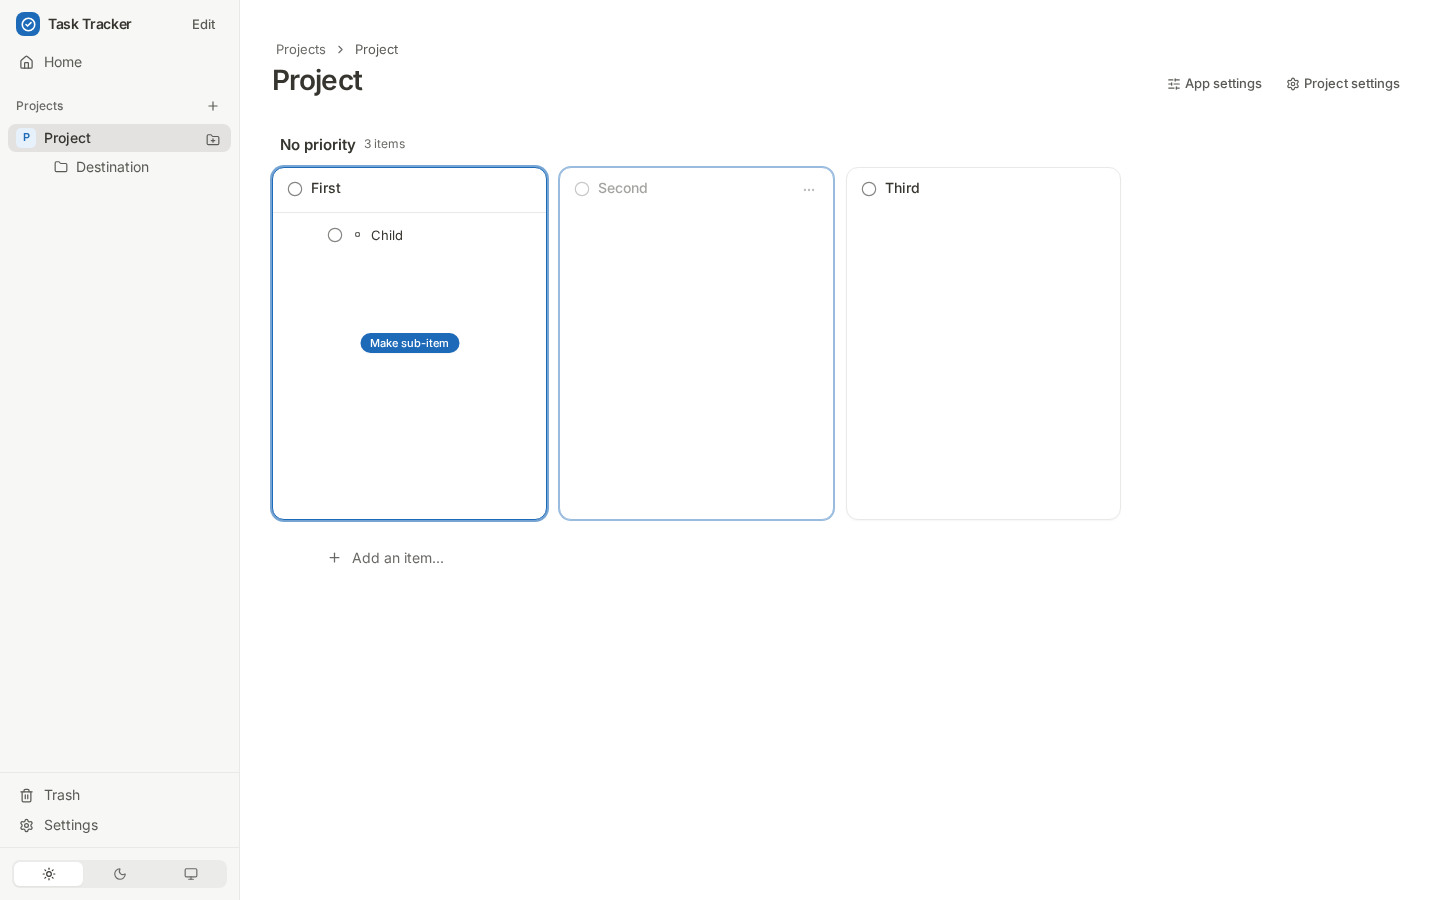 Task Tracker
Edit
Home
Projects
P Project
Destination
Trash
Settings
Projects > Project
Project
App settings
Project settings
No priority 3 items
First
Child
Make sub-item
Second
Third
Add an item...